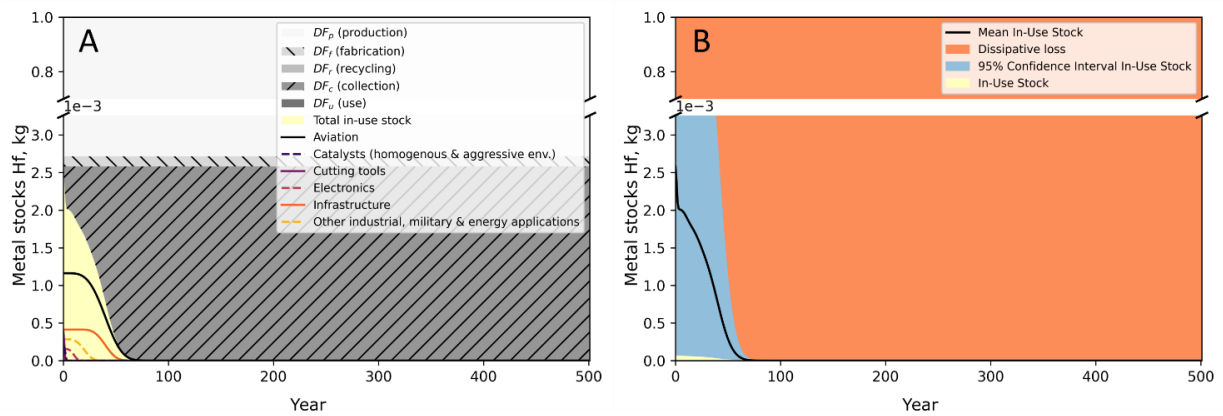 A
1.0
0.8
1e−3
3.0
2.5
2.0
1.5
1.0
0.5
0.0
Metal stocks Hf, kg
0
100
200
300
400
500
Year
DFp (production)
DFf (fabrication)
DFr (recycling)
DFc (collection)
DFu (use)
Total in-use stock
Aviation
Catalysts (homogenous & aggressive env.)
Cutting tools
Electronics
Infrastructure
Other industrial, military & energy applications
B
1.0
0.8
1e−3
3.0
2.5
2.0
1.5
1.0
0.5
0.0
Metal stocks Hf, kg
0
100
200
300
400
500
Year
Mean In-Use Stock
Dissipative loss
95% Confidence Interval In-Use Stock
In-Use Stock